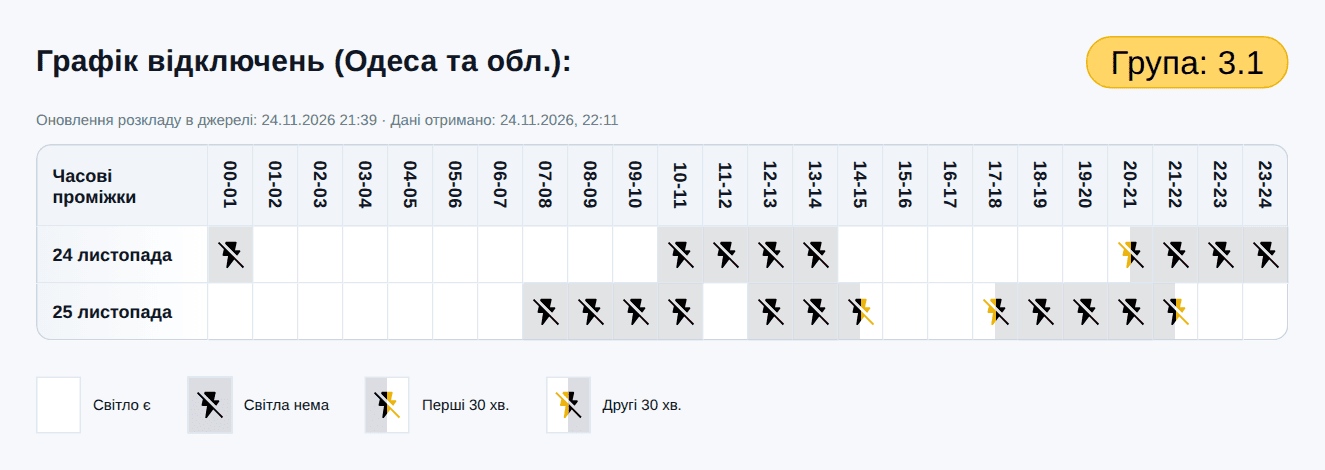 Графік відключень (Одеса та обл.):
Група: 3.1
Оновлення розкладу в джерелі: 24.11.2026 21:39 · Дані отримано: 24.11.2026, 22:11
Часові
проміжки
00-01
01-02
02-03
03-04
04-05
05-06
06-07
07-08
08-09
09-10
10-11
11-12
12-13
13-14
14-15
15-16
16-17
17-18
18-19
19-20
20-21
21-22
22-23
23-24
24 листопада
25 листопада
Світло є
Світла нема
Перші 30 хв.
Другі 30 хв.